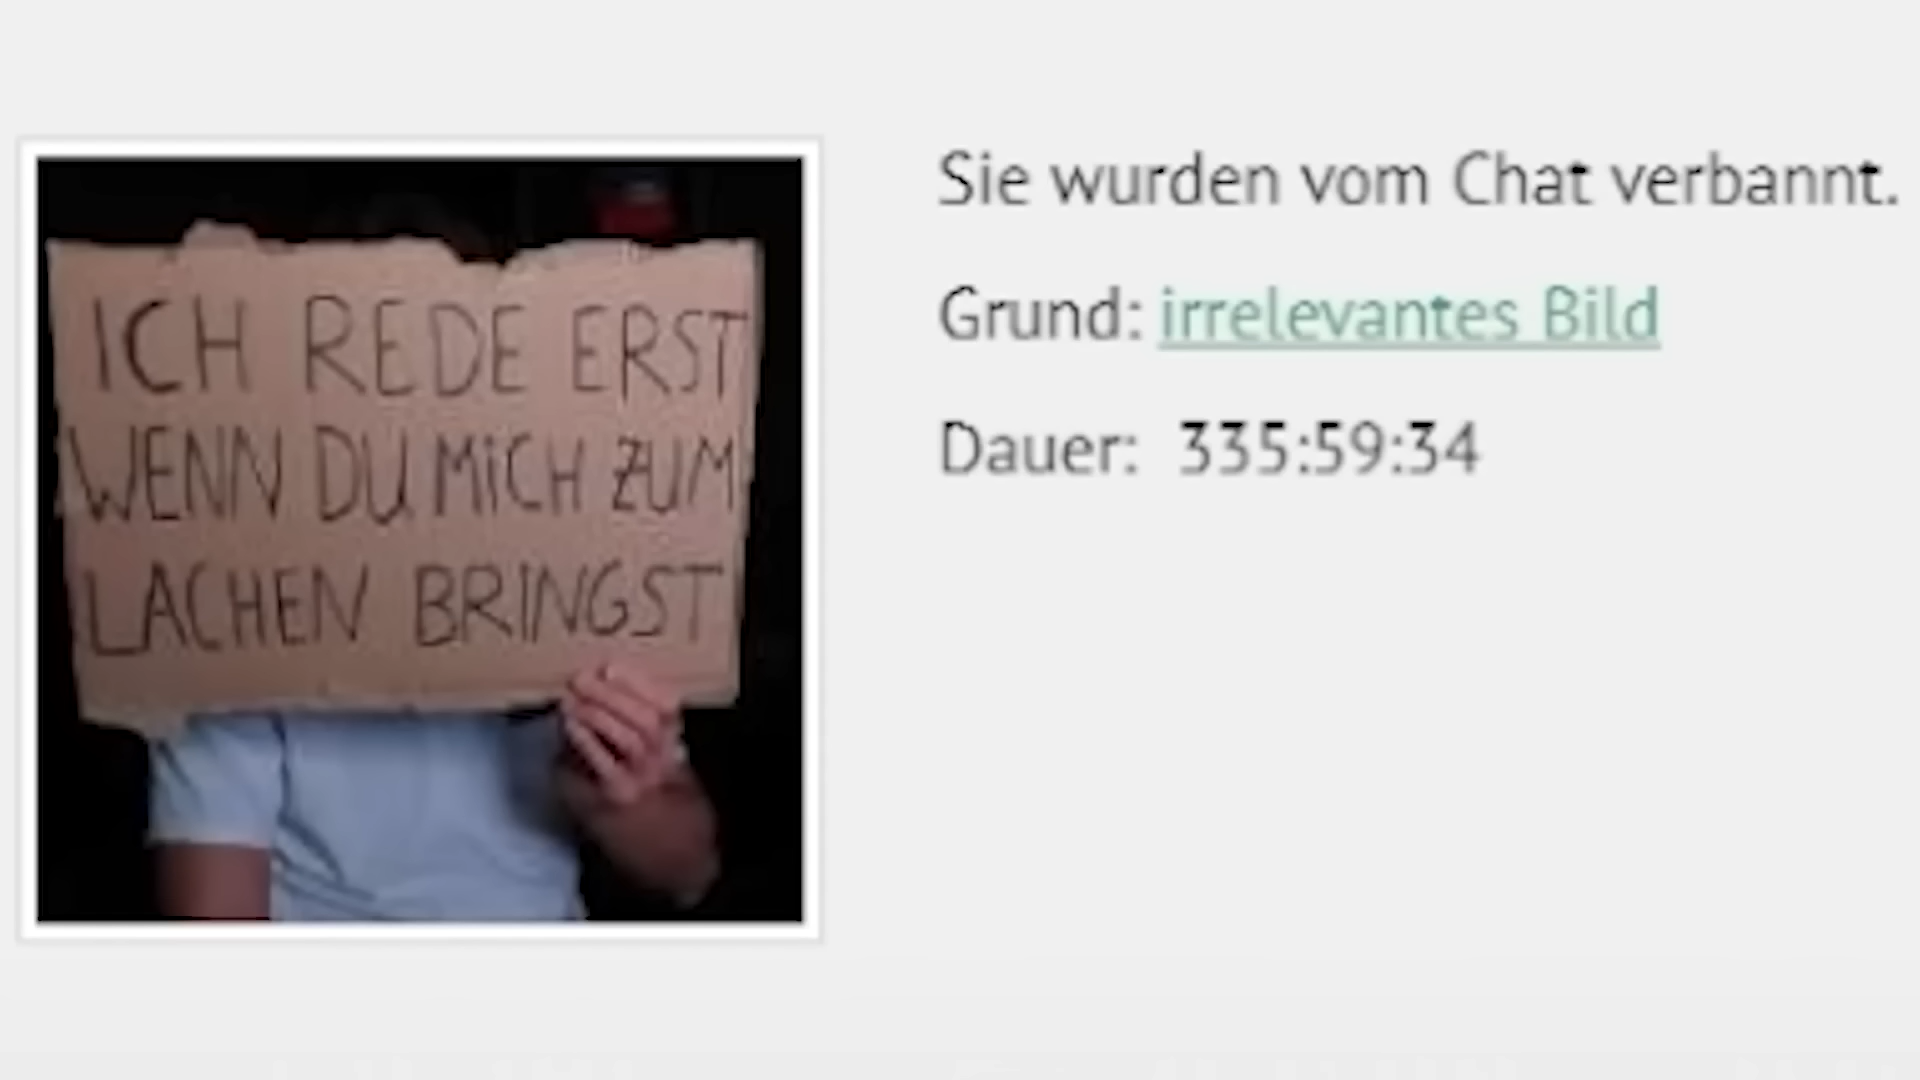 ICH REDE ERST
WENN DU MiCH ZUM
LACHEN BRINGST
Sie wurden vom Chat verbannt.
Grund: irrelevantes Bild
Dauer: 335:59:34